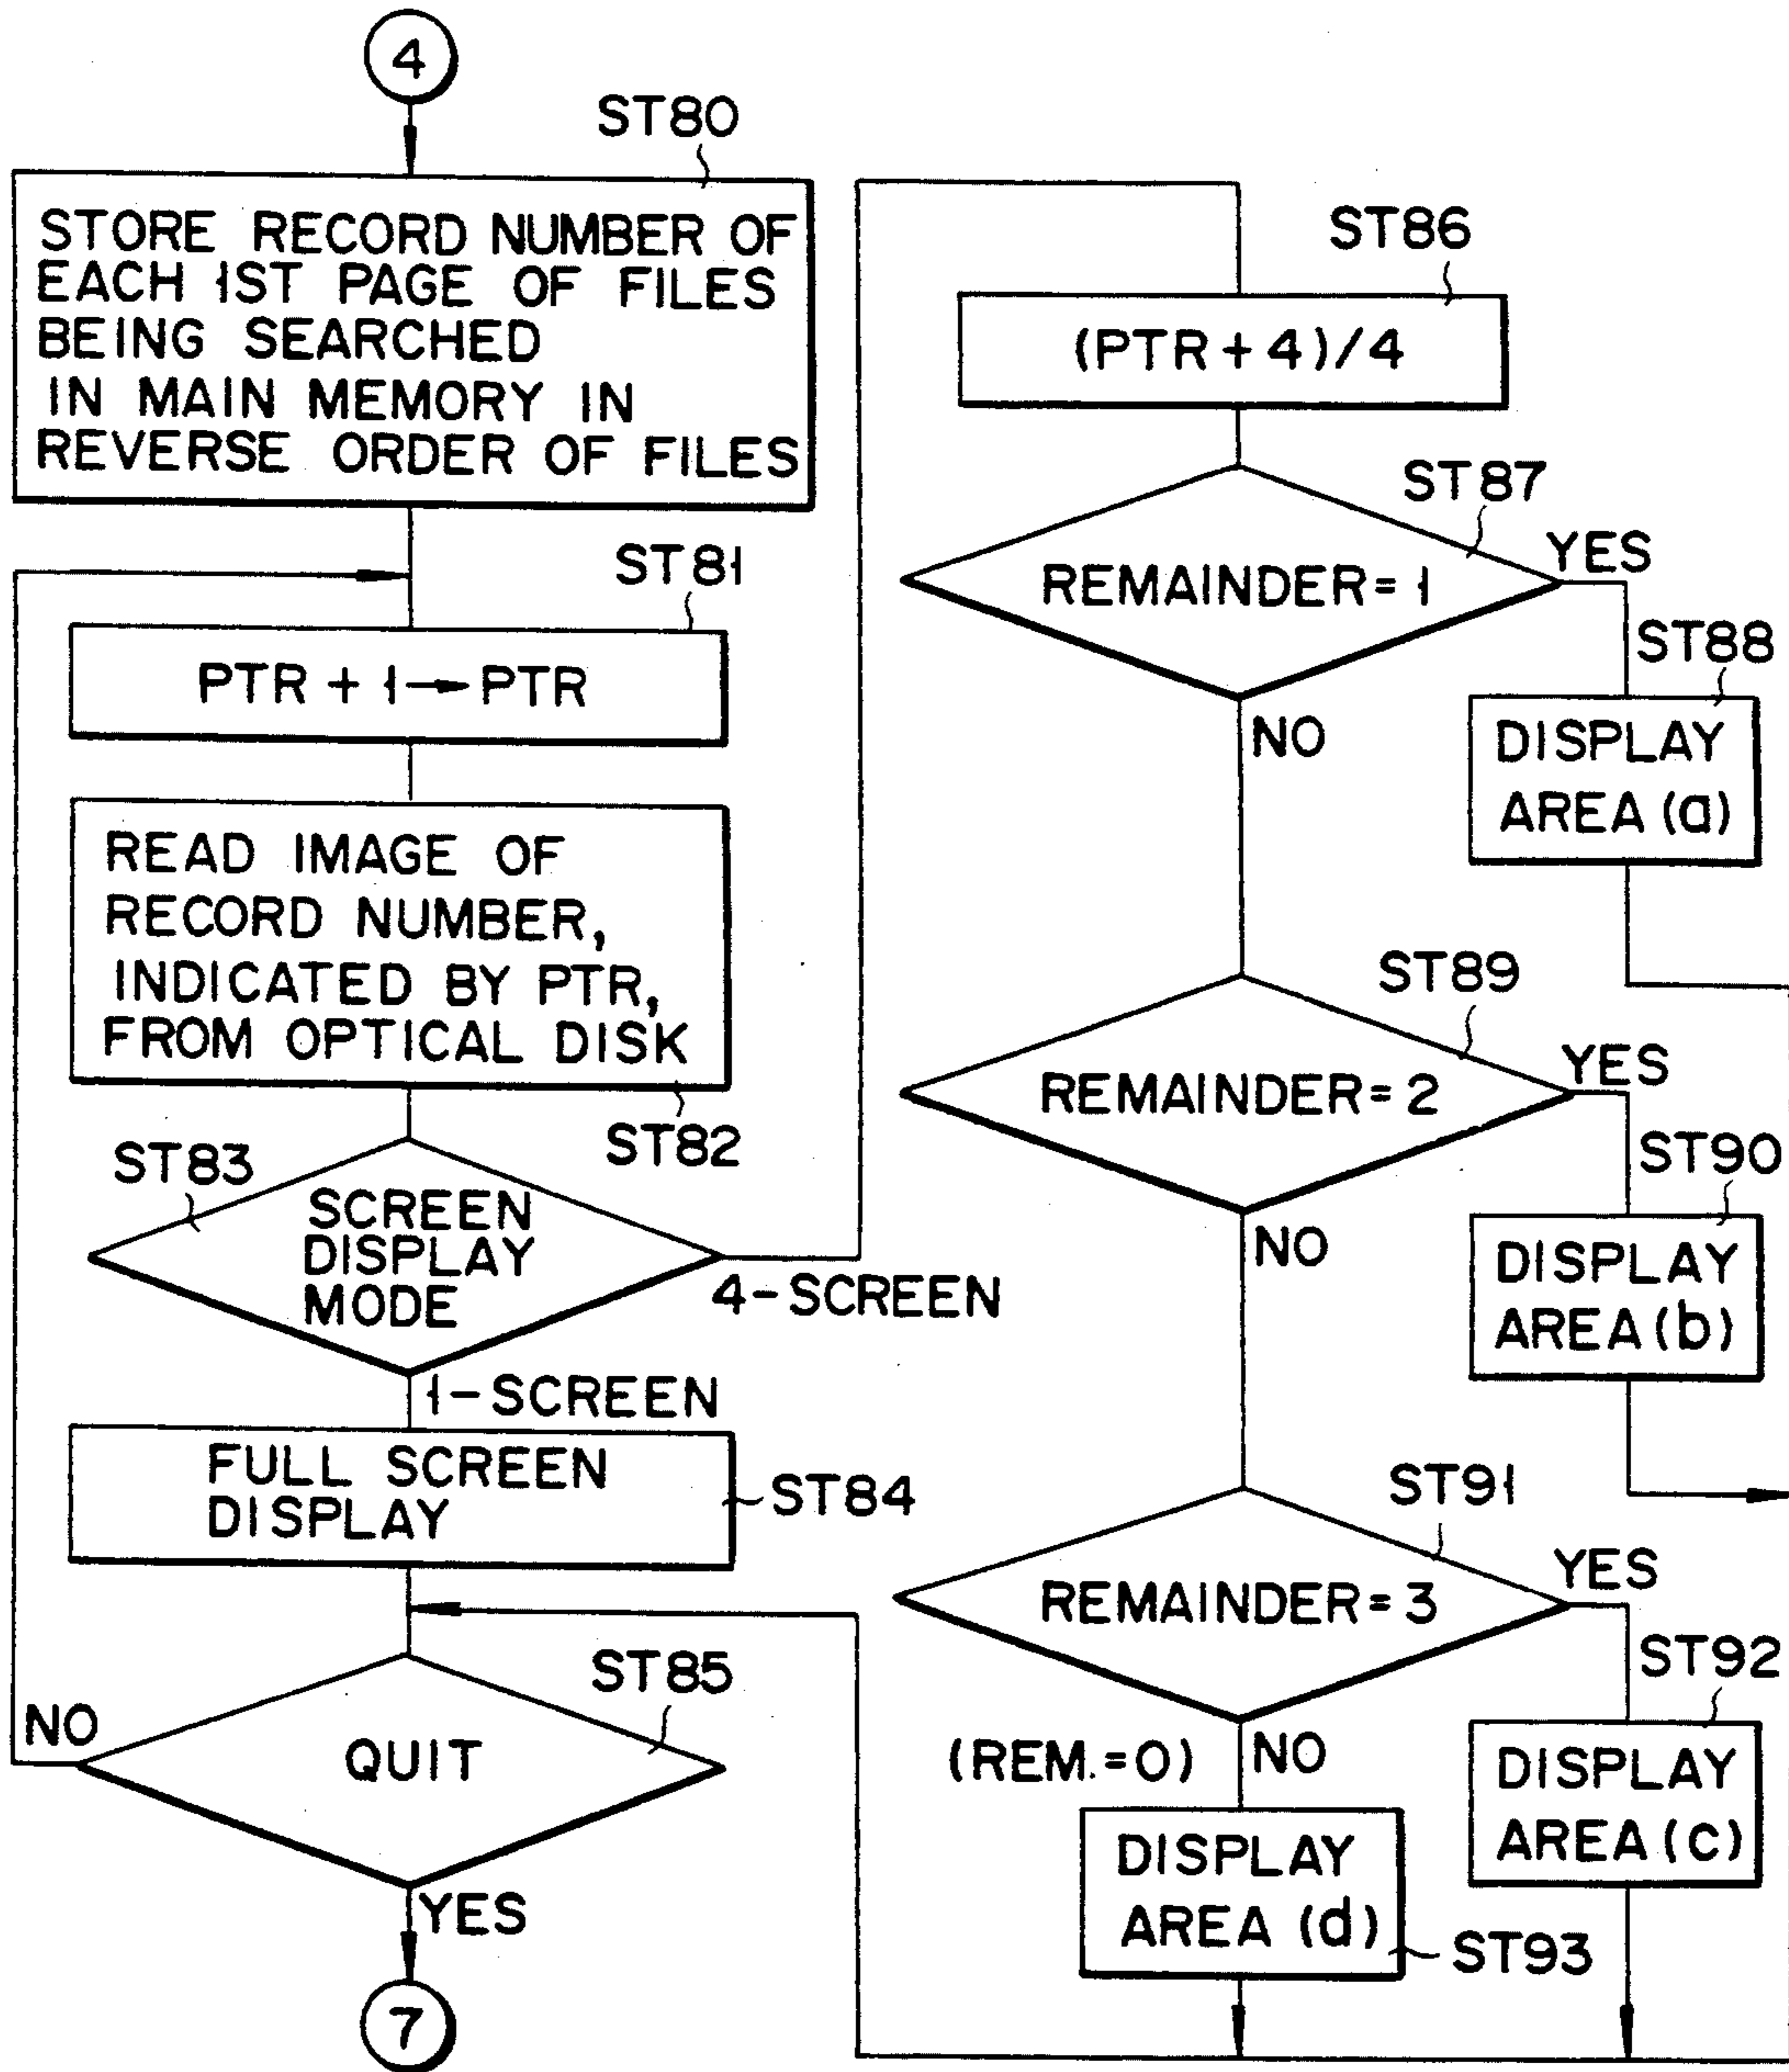 4
ST80
STORE RECORD NUMBER OF
EACH 1ST PAGE OF FILES
BEING SEARCHED
IN MAIN MEMORY IN
REVERSE ORDER OF FILES
ST81
PTR + 1 → PTR
READ IMAGE OF
RECORD NUMBER,
INDICATED BY PTR,
FROM OPTICAL DISK
ST82
ST83
SCREEN
DISPLAY
MODE
4-SCREEN
1-SCREEN
FULL SCREEN
DISPLAY
ST84
ST85
NO
QUIT
YES
7
ST86
(PTR + 4)/4
ST87
YES
REMAINDER = 1
ST88
NO
DISPLAY
AREA (a)
ST89
YES
REMAINDER = 2
ST90
NO
DISPLAY
AREA (b)
ST91
YES
REMAINDER = 3
ST92
(REM. = 0)
NO
DISPLAY
AREA (c)
DISPLAY
AREA (d)
ST93